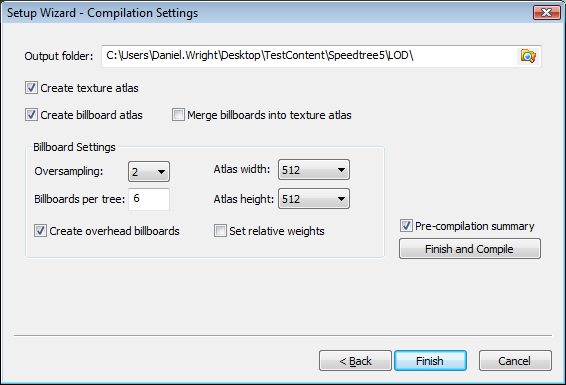 Setup Wizard - Compilation Settings
Output folder: C:\Users\Daniel.Wright\Desktop\TestContent\Speedtree5\LOD\
Create texture atlas
Create billboard atlas Merge billboards into texture atlas
Billboard Settings
Oversampling: 2 Atlas width: 512
Billboards per tree: 6 Atlas height: 512
Create overhead billboards Set relative weights
Pre-compilation summary
Finish and Compile
< Back Finish Cancel